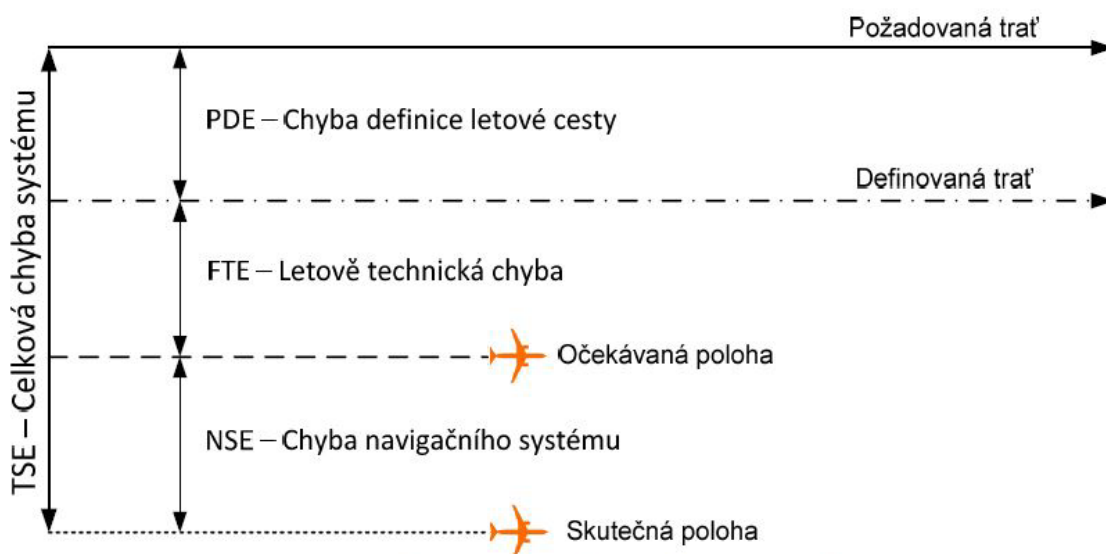 Požadovaná trať
PDE – Chyba definice letové cesty
Definovaná trať
FTE – Letově technická chyba
Očekávaná poloha
NSE – Chyba navigačního systému
Skutečná poloha
TSE – Celková chyba systému